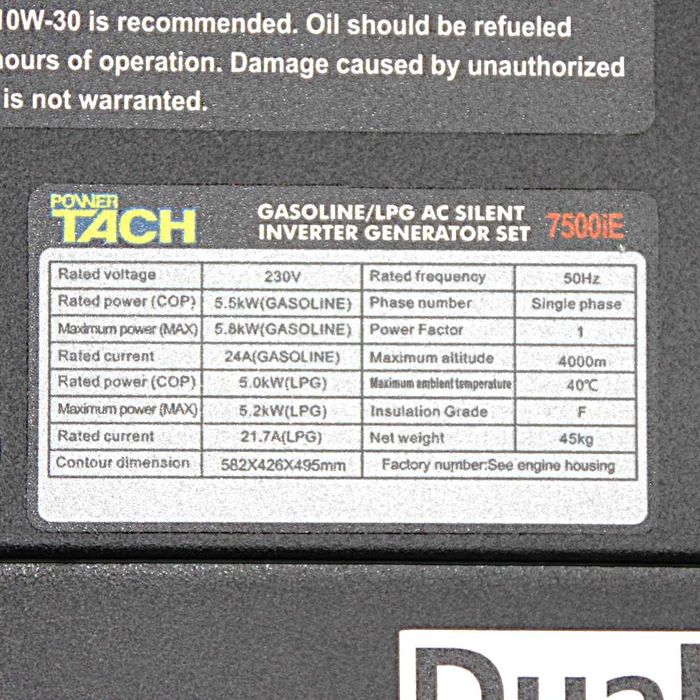 10W-30 is recommended. Oil should be refueled
hours of operation. Damage caused by unauthorized
is not warranted.
POWER
TACH
GASOLINE/LPG AC SILENT
INVERTER GENERATOR SET
7500iE
Rated voltage 230V Rated frequency 50Hz
Rated power (COP) 5.5kW(GASOLINE) Phase number Single phase
Maximum power (MAX) 5.8kW(GASOLINE) Power Factor 1
Rated current 24A(GASOLINE) Maximum altitude 4000m
Rated power (COP) 5.0kW(LPG) Maximum ambient temperature 40℃
Maximum power (MAX) 5.2kW(LPG) Insulation Grade F
Rated current 21.7A(LPG) Net weight 45kg
Contour dimension 582X426X495mm Factory number:See engine housing
Dual